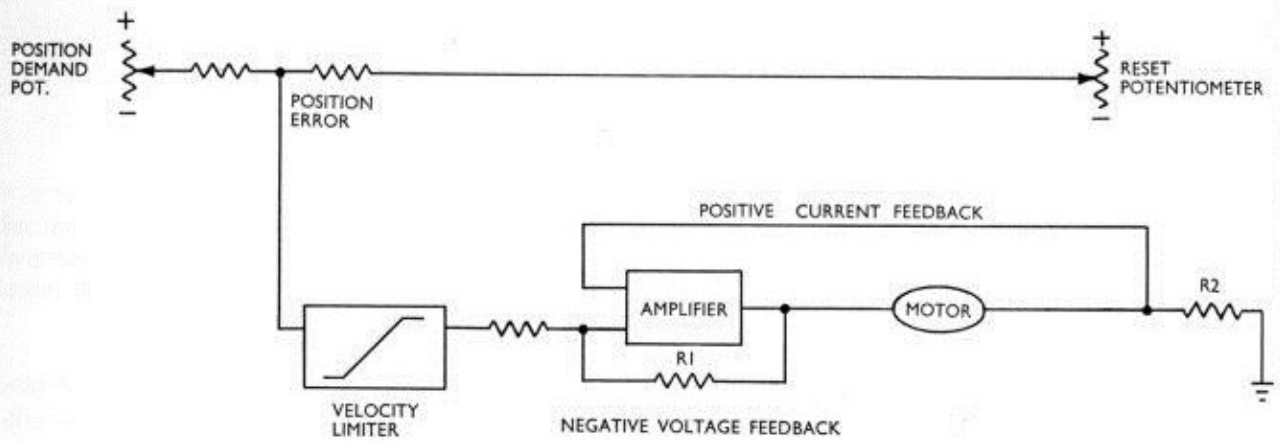 +
POSITION
DEMAND
POT.
−
POSITION
ERROR
+
RESET
POTENTIOMETER
−
POSITIVE CURRENT FEEDBACK
AMPLIFIER
MOTOR
R2
R1
VELOCITY
LIMITER
NEGATIVE VOLTAGE FEEDBACK